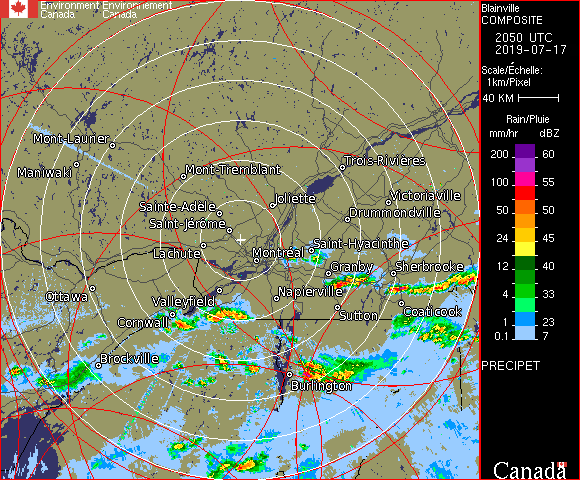 Environment Environnement
Canada Canada
Blainville
COMPOSITE
2050 UTC
2019-07-17
Scale/Échelle:
1km/Pixel
40 KM
Rain/Pluie
mm/hr dBZ
200 60
100 55
50 50
24 45
12 40
4 33
1 23
0.1 7
PRECIPET
Canada
Mont-Laurier
Maniwaki
Mont-Tremblant
Trois-Rivières
Sainte-Adele
Joliette
Victoriaville
Drummondville
Saint-Jérôme
Lachute
Montréal
Saint-Hyacinthe
Granby
Sherbrooke
Ottawa
Valleyfield
Napierville
Cornwall
Sutton
Coaticook
Brockville
Burlington